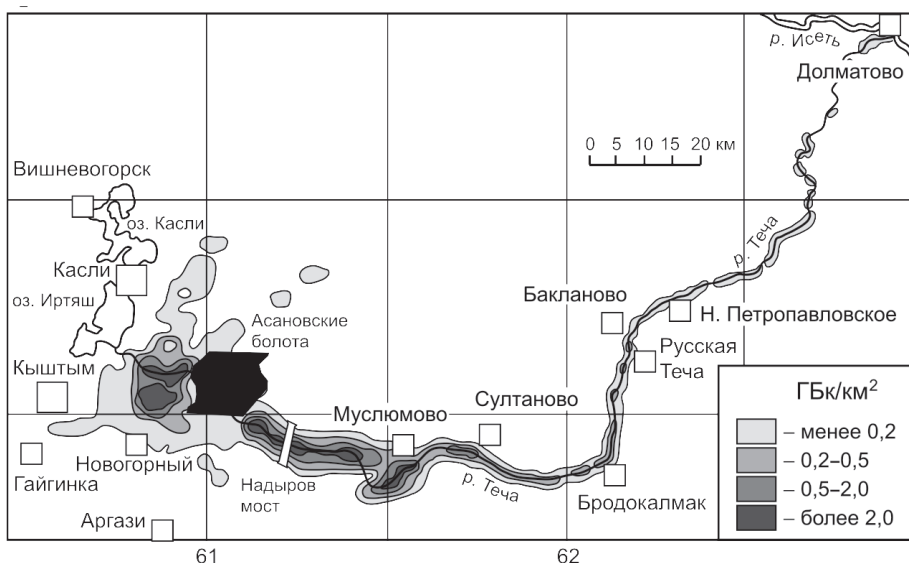 р. Исеть
Долматово
0 5 10 15 20 км
Вишневогорск
оз. Касли
р. Теча
Касли
оз. Иртяш
Бакланово
Н. Петропавловское
Асановские
болота
Русская
Теча
Кыштым
ГБк/км²
Муслюмово
Султаново
– менее 0,2
Новогорный
– 0,2–0,5
Гайгинка
Надыров
мост
р. Теча
Бродокалмак
– 0,5–2,0
Аргази
– более 2,0
61
62